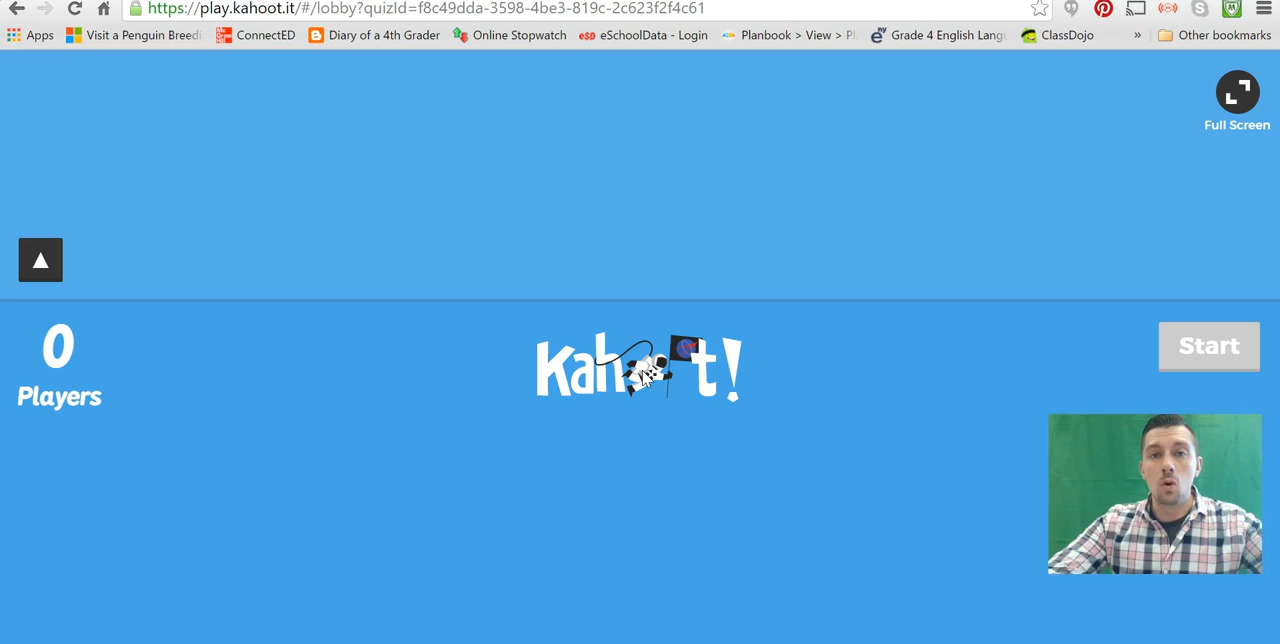 https://play.kahoot.it/#/lobby?quizId=f8c49dda-3598-4be3-819c-2c623f2f4c61
Apps Visit a Penguin Breedi ConnectED Diary of a 4th Grader Online Stopwatch eSchoolData - Login Planbook > View > Pl Grade 4 English Langu ClassDojo » Other bookmarks
Full Screen
0
Players
Kahoot!
Start